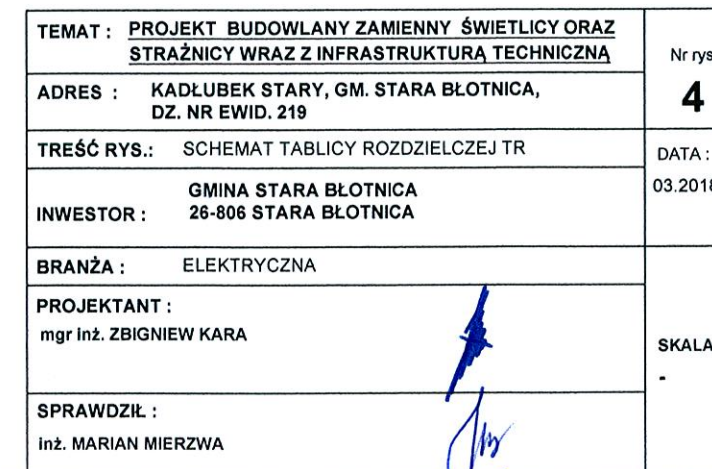 TEMAT : PROJEKT BUDOWLANY ZAMIENNY ŚWIETLICY ORAZ
STRAŻNICY WRAZ Z INFRASTRUKTURĄ TECHNICZNĄ
Nr rys
4
ADRES : KADŁUBEK STARY, GM. STARA BŁOTNICA,
DZ. NR EWID. 219
TREŚĆ RYS.: SCHEMAT TABLICY ROZDZIELCZEJ TR
DATA :
03.2018
GMINA STARA BŁOTNICA
INWESTOR : 26-806 STARA BŁOTNICA
BRANŻA : ELEKTRYCZNA
PROJEKTANT :
mgr inż. ZBIGNIEW KARA
SKALA
-
SPRAWDZIŁ :
inż. MARIAN MIERZWA